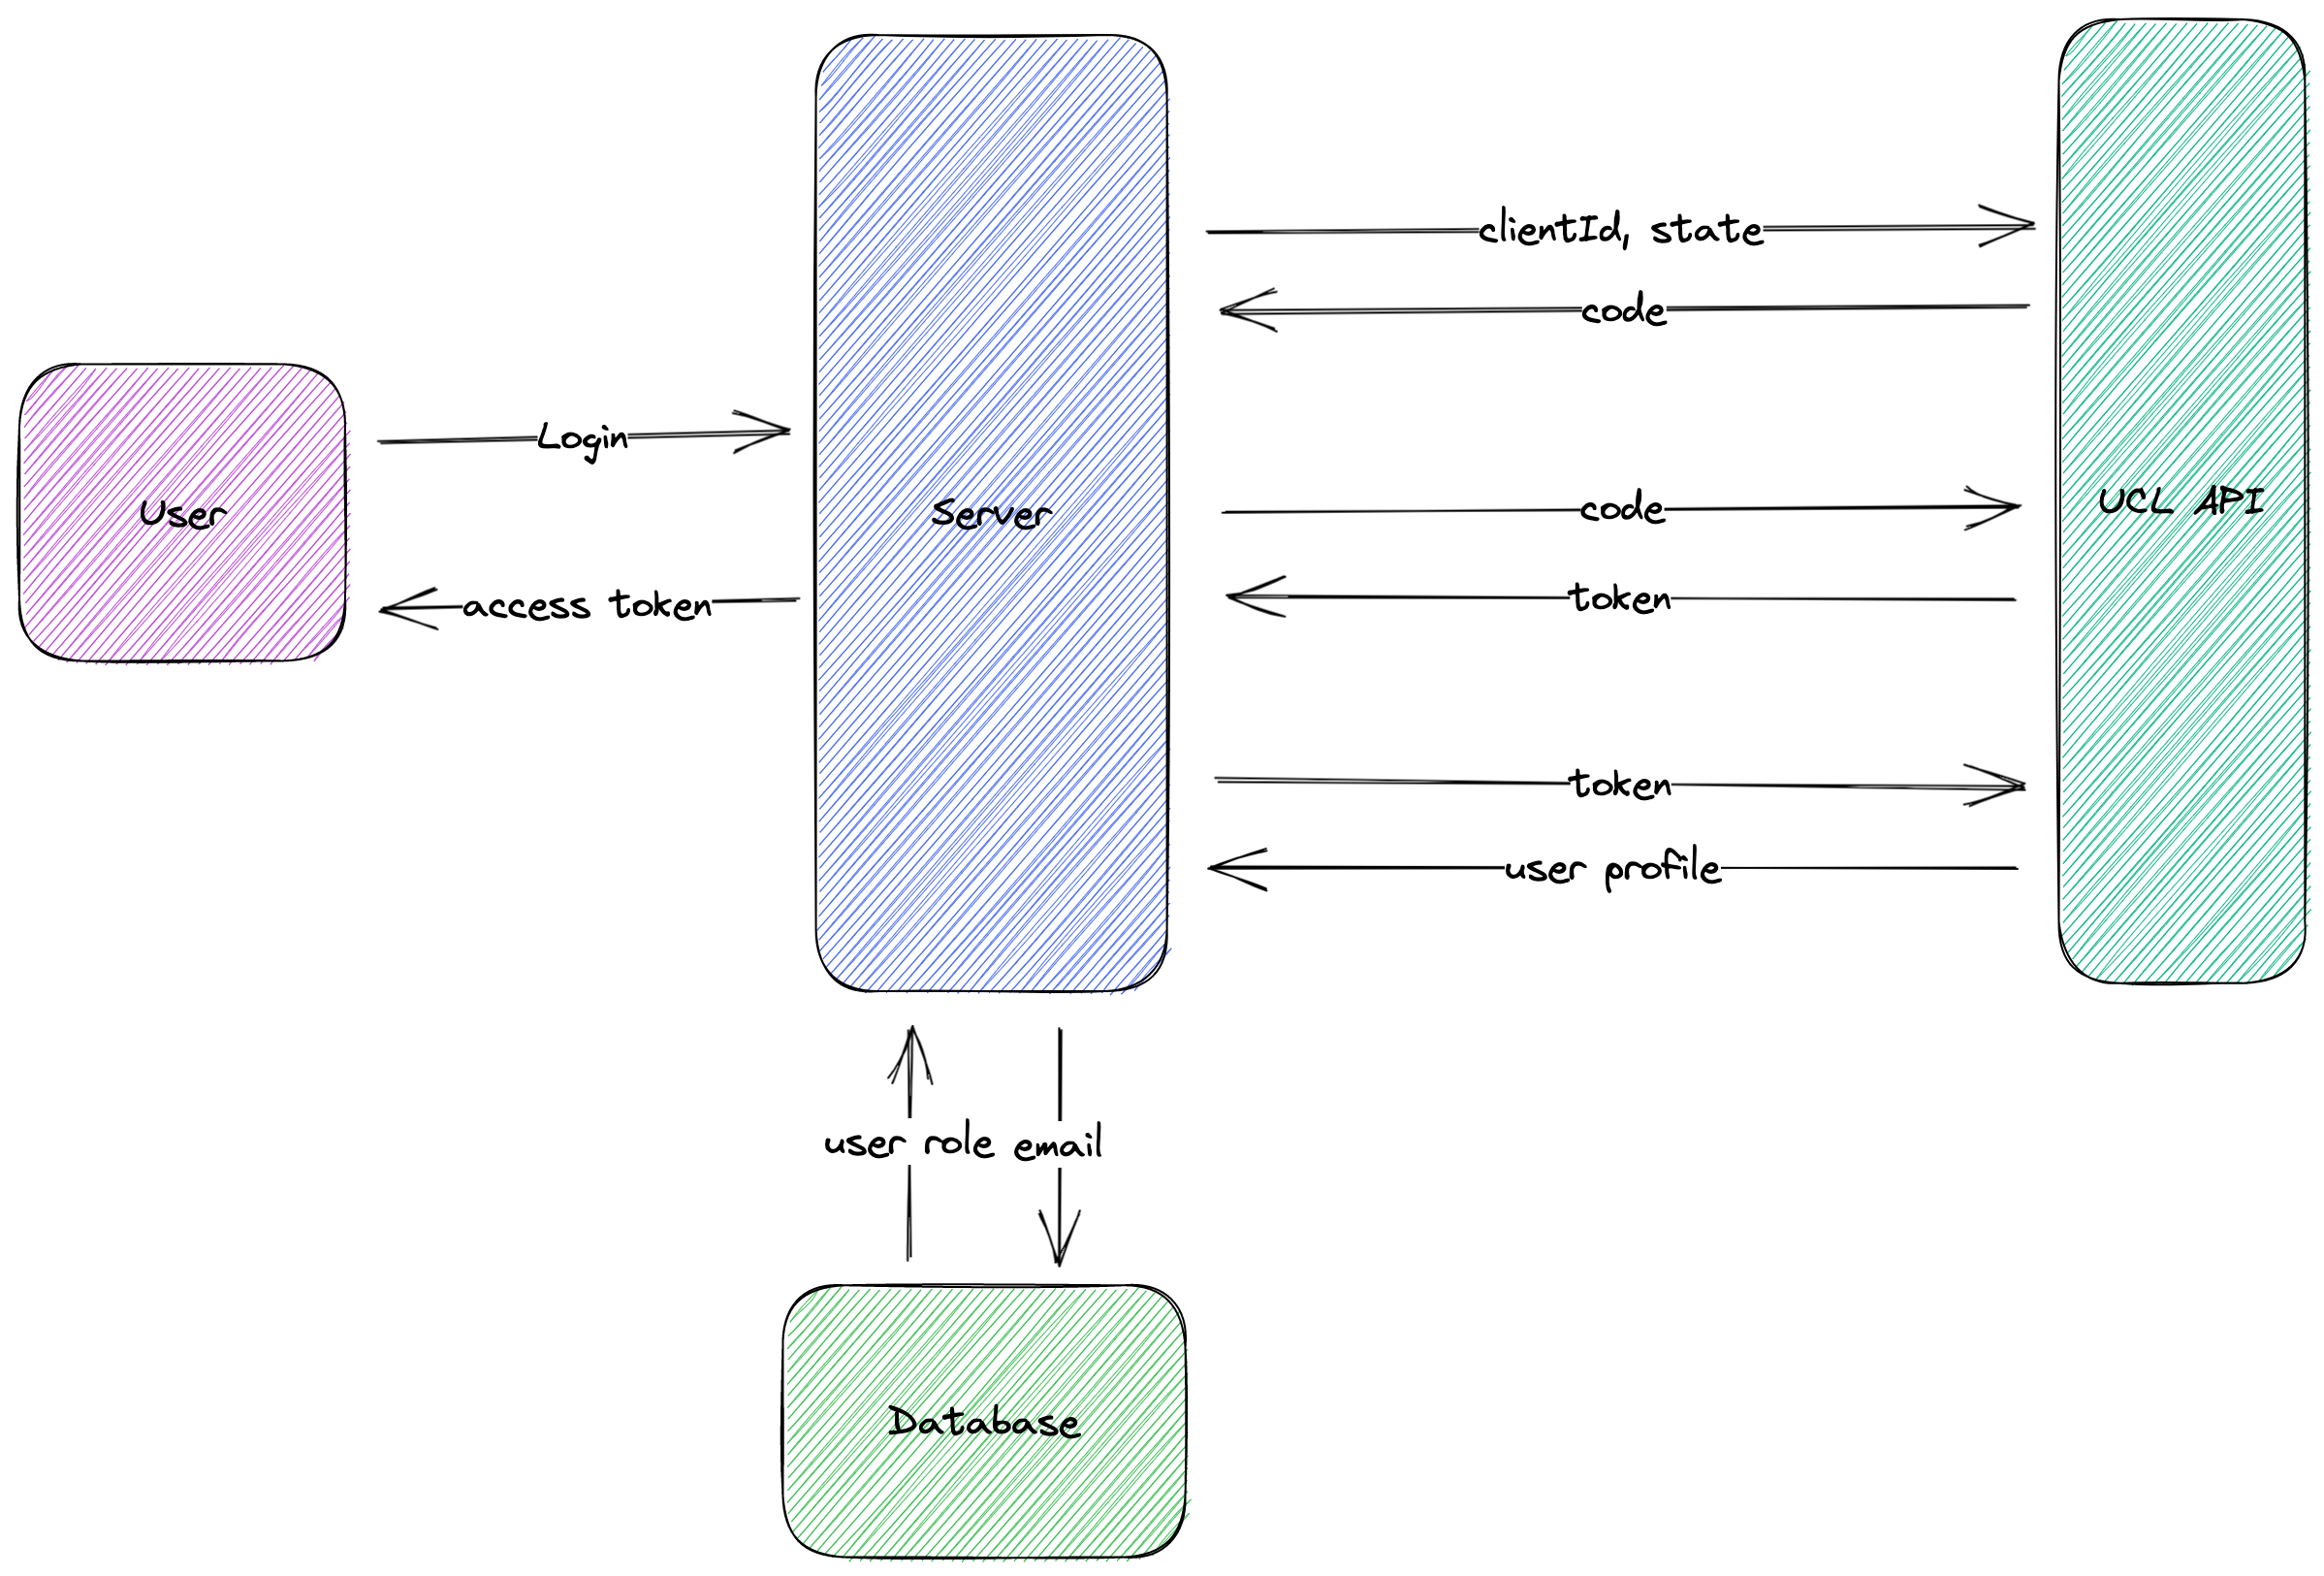 clientId, state
code
Login
User
Server
code
UCL API
access token
token
token
user profile
user role
email
Database